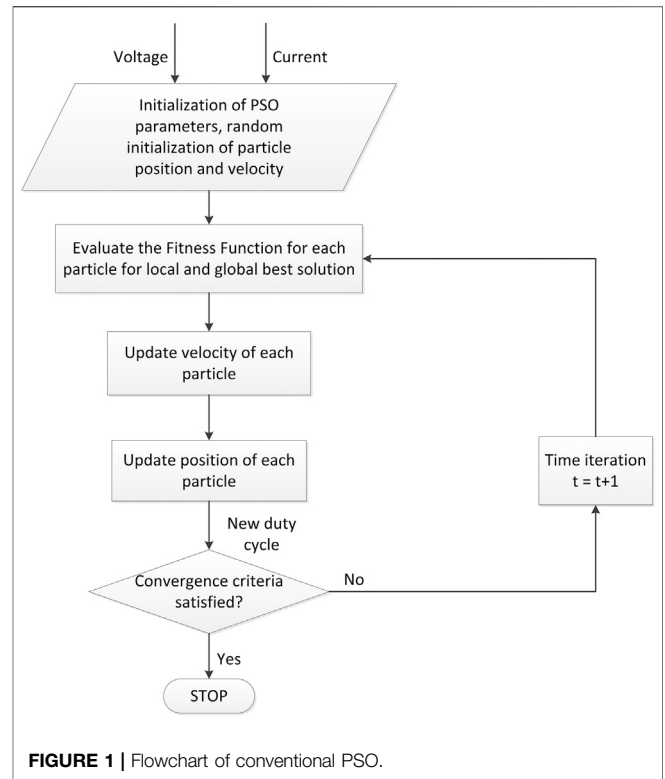 Voltage
Current
Initialization of PSO
parameters, random
initialization of particle
position and velocity
Evaluate the Fitness Function for each
particle for local and global best solution
Update velocity of each
particle
Update position of each
particle
Time iteration
t = t+1
New duty
cycle
Convergence criteria
satisfied?
No
Yes
STOP
FIGURE 1 | Flowchart of conventional PSO.